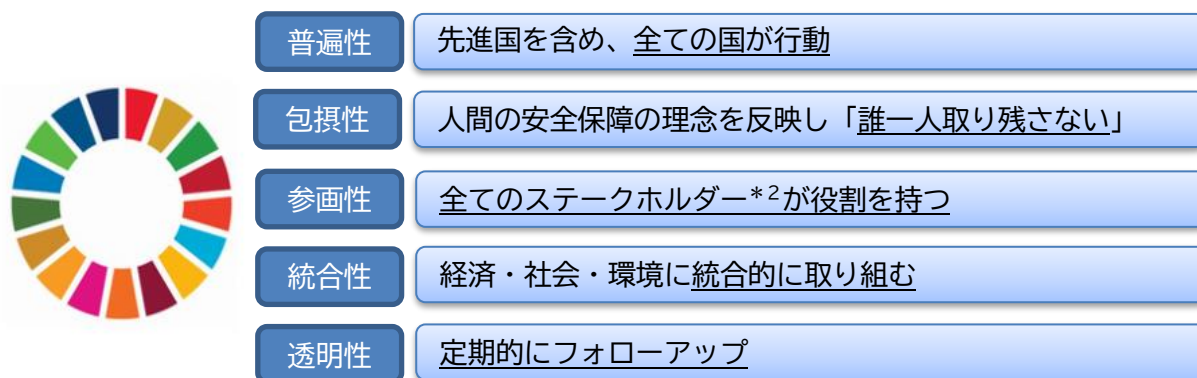 普遍性 先進国を含め、全ての国が行動
包摂性 人間の安全保障の理念を反映し「誰一人取り残さない」
参画性 全てのステークホルダー*2が役割を持つ
統合性 経済・社会・環境に統合的に取り組む
透明性 定期的にフォローアップ